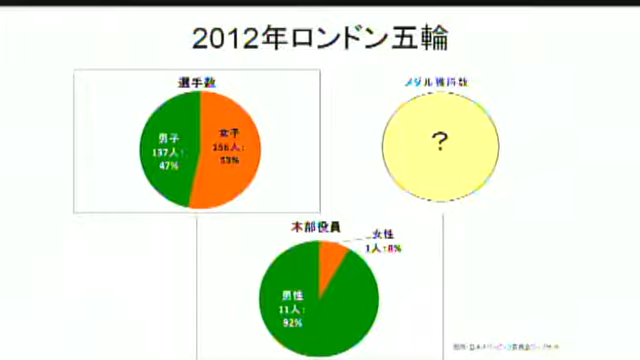 2012年ロンドン五輪
選手数
男子
137人:
47%
女子
156人:
53%
メダル獲得数
?
本部役員
女性
1人:8%
男性
11人:
92%